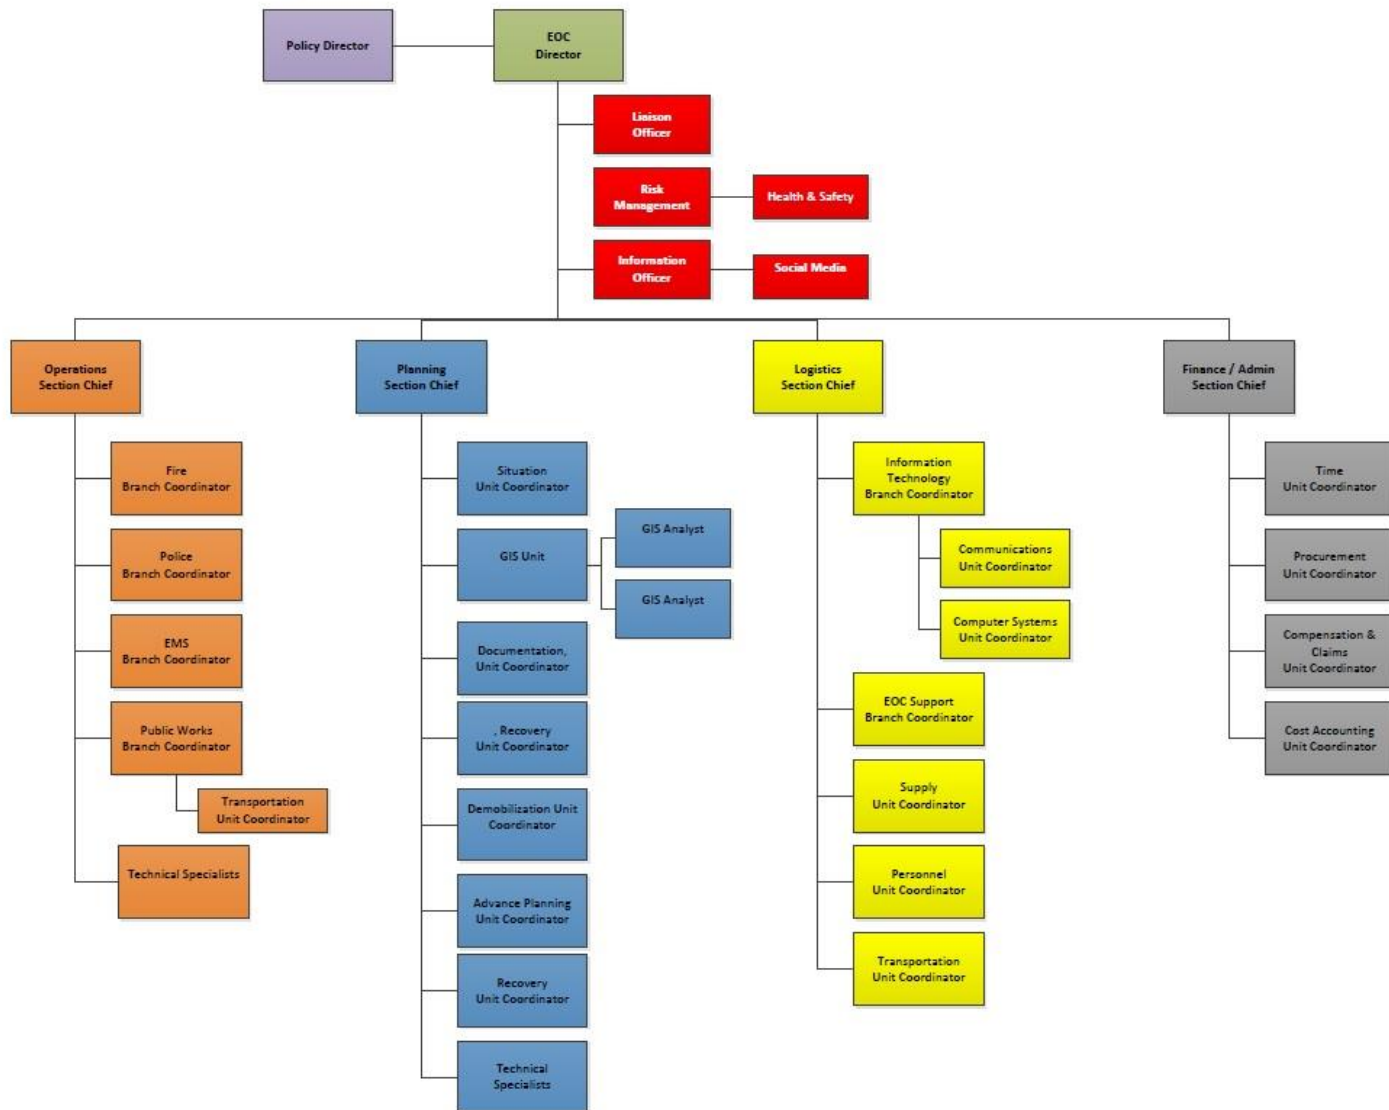 Policy Director
EOC
Director
Liaison
Officer
Risk
Management
Health & Safety
Information
Officer
Social Media
Operations
Section Chief
Fire
Branch Coordinator
Police
Branch Coordinator
EMS
Branch Coordinator
Public Works
Branch Coordinator
Transportation
Unit Coordinator
Technical Specialists
Planning
Section Chief
Situation
Unit Coordinator
GIS Unit
GIS Analyst
GIS Analyst
Documentation,
Unit Coordinator
, Recovery
Unit Coordinator
Demobilization Unit
Coordinator
Advance Planning
Unit Coordinator
Recovery
Unit Coordinator
Technical
Specialists
Logistics
Section Chief
Information
Technology
Branch Coordinator
Communications
Unit Coordinator
Computer Systems
Unit Coordinator
EOC Support
Branch Coordinator
Supply
Unit Coordinator
Personnel
Unit Coordinator
Transportation
Unit Coordinator
Finance / Admin
Section Chief
Time
Unit Coordinator
Procurement
Unit Coordinator
Compensation &
Claims
Unit Coordinator
Cost Accounting
Unit Coordinator